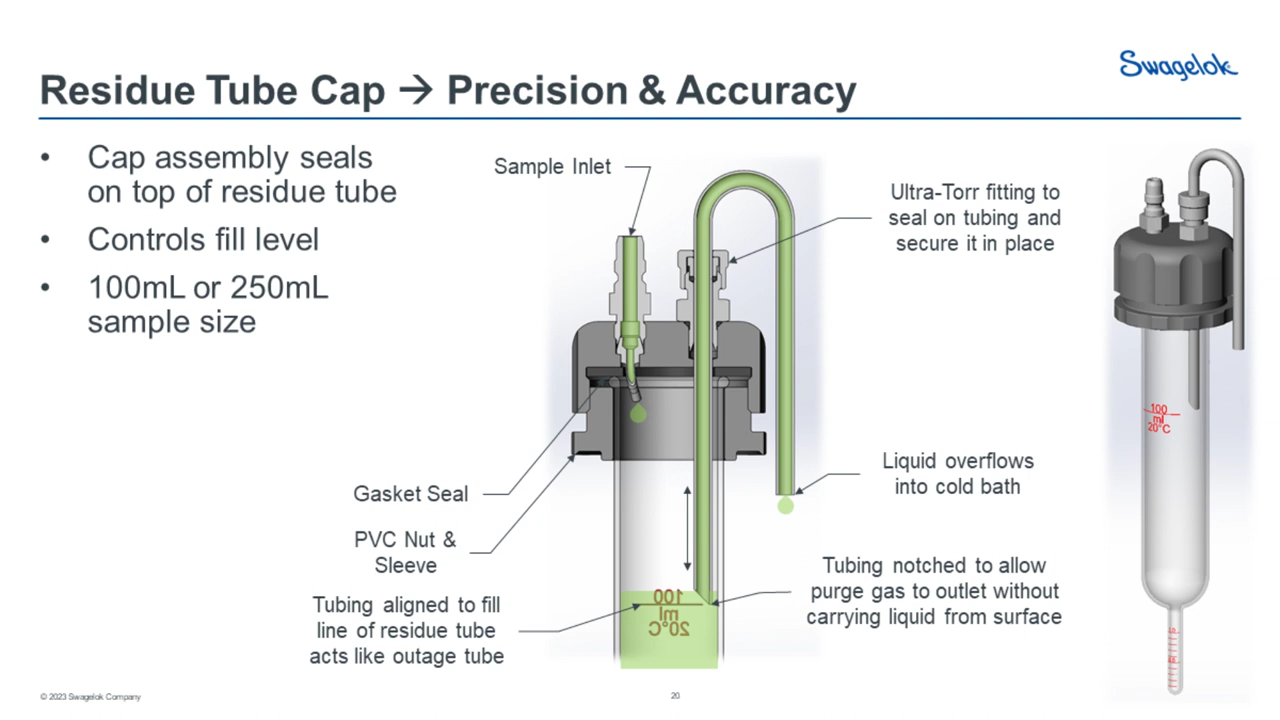 Swagelok
Residue Tube Cap → Precision & Accuracy
• Cap assembly seals
on top of residue tube
• Controls fill level
• 100mL or 250mL
sample size
Sample Inlet
Ultra-Torr fitting to
seal on tubing and
secure it in place
Gasket Seal
PVC Nut &
Sleeve
Tubing aligned to fill
line of residue tube
acts like outage tube
Liquid overflows
into cold bath
Tubing notched to allow
purge gas to outlet without
carrying liquid from surface
100
ml
20°C
100
ml
20°C
© 2023 Swagelok Company
20